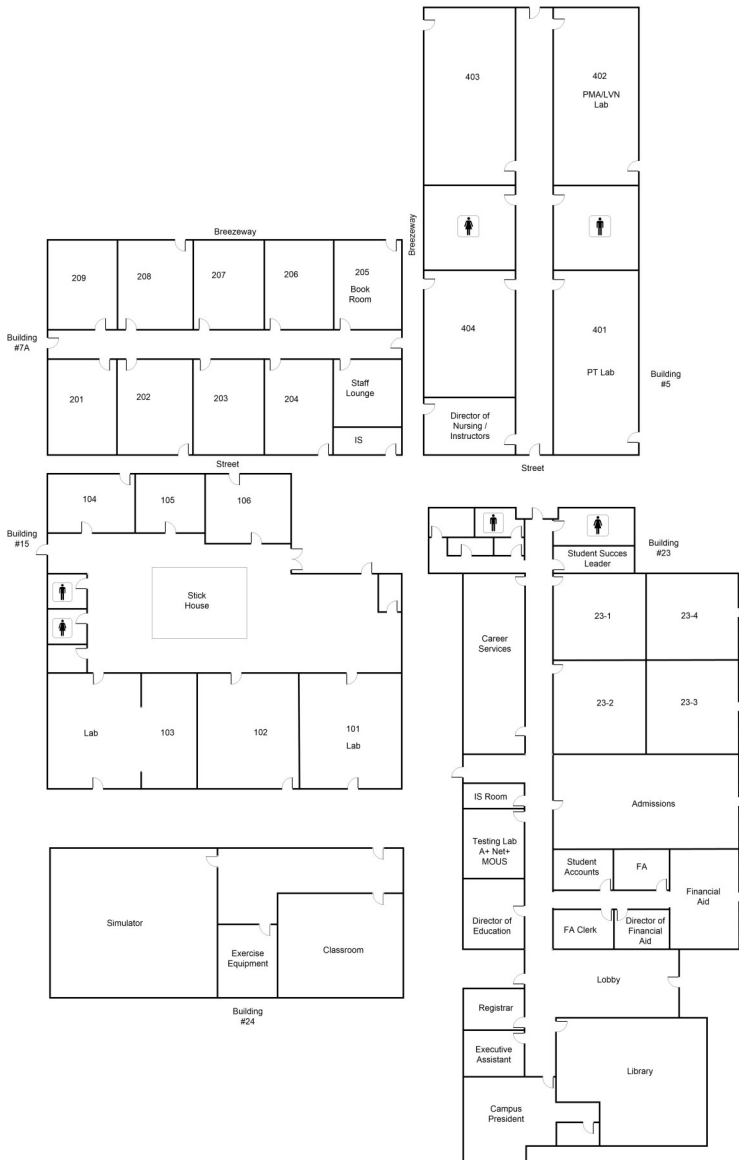 403
402
PMA/LVN
Lab
Breezeway
404
401
PT Lab
Director of
Nursing /
Instructors
Building
#5
Street
Breezeway
209
208
207
206
205
Book
Room
Building
#7A
201
202
203
204
Staff
Lounge
IS
Street
104
105
106
Building
#15
Stick
House
Lab
103
102
101
Lab
Building
#23
Student Succes
Leader
Career
Services
23-1
23-4
23-2
23-3
IS Room
Admissions
Testing Lab
A+ Net+
MOUS
Student
Accounts
FA
Financial
Aid
Director of
Education
FA Clerk
Director of
Financial
Aid
Lobby
Registrar
Executive
Assistant
Library
Campus
President
Simulator
Exercise
Equipment
Classroom
Building
#24